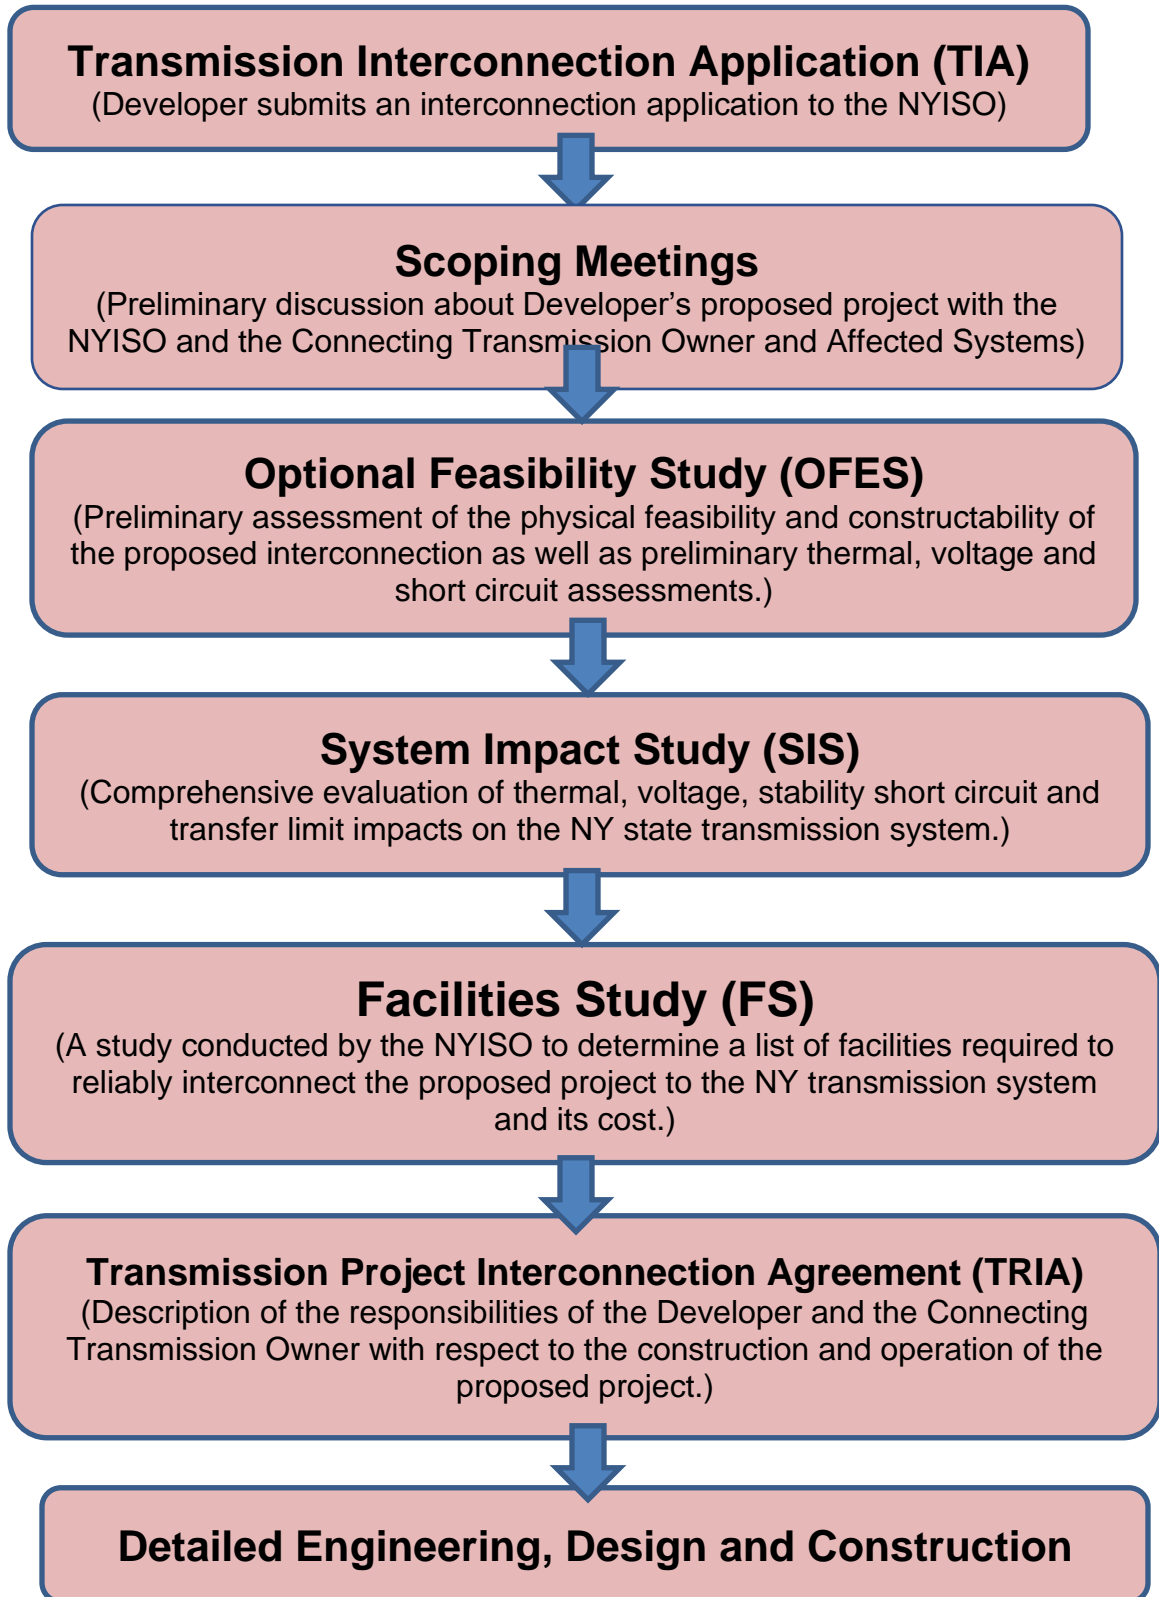 Transmission Interconnection Application (TIA)
(Developer submits an interconnection application to the NYISO)
Scoping Meetings
(Preliminary discussion about Developer's proposed project with the
NYISO and the Connecting Transmission Owner and Affected Systems)
Optional Feasibility Study (OFES)
(Preliminary assessment of the physical feasibility and constructability of
the proposed interconnection as well as preliminary thermal, voltage and
short circuit assessments.)
System Impact Study (SIS)
(Comprehensive evaluation of thermal, voltage, stability short circuit and
transfer limit impacts on the NY state transmission system.)
Facilities Study (FS)
(A study conducted by the NYISO to determine a list of facilities required to
reliably interconnect the proposed project to the NY transmission system
and its cost.)
Transmission Project Interconnection Agreement (TRIA)
(Description of the responsibilities of the Developer and the Connecting
Transmission Owner with respect to the construction and operation of the
proposed project.)
Detailed Engineering, Design and Construction